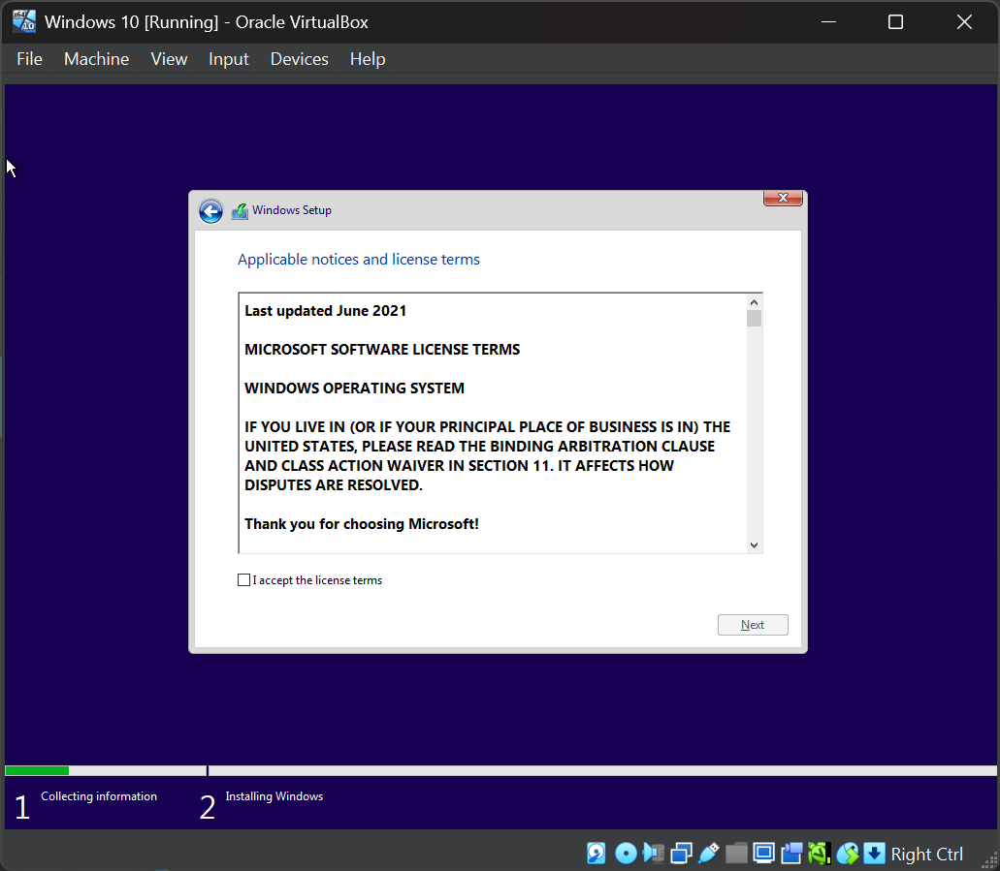 Windows 10 [Running] - Oracle VirtualBox
File Machine View Input Devices Help
Windows Setup
Applicable notices and license terms
Last updated June 2021
MICROSOFT SOFTWARE LICENSE TERMS
WINDOWS OPERATING SYSTEM
IF YOU LIVE IN (OR IF YOUR PRINCIPAL PLACE OF BUSINESS IS IN) THE
UNITED STATES, PLEASE READ THE BINDING ARBITRATION CLAUSE
AND CLASS ACTION WAIVER IN SECTION 11. IT AFFECTS HOW
DISPUTES ARE RESOLVED.
Thank you for choosing Microsoft!
I accept the license terms
Next
1 Collecting information
2 Installing Windows
Right Ctrl